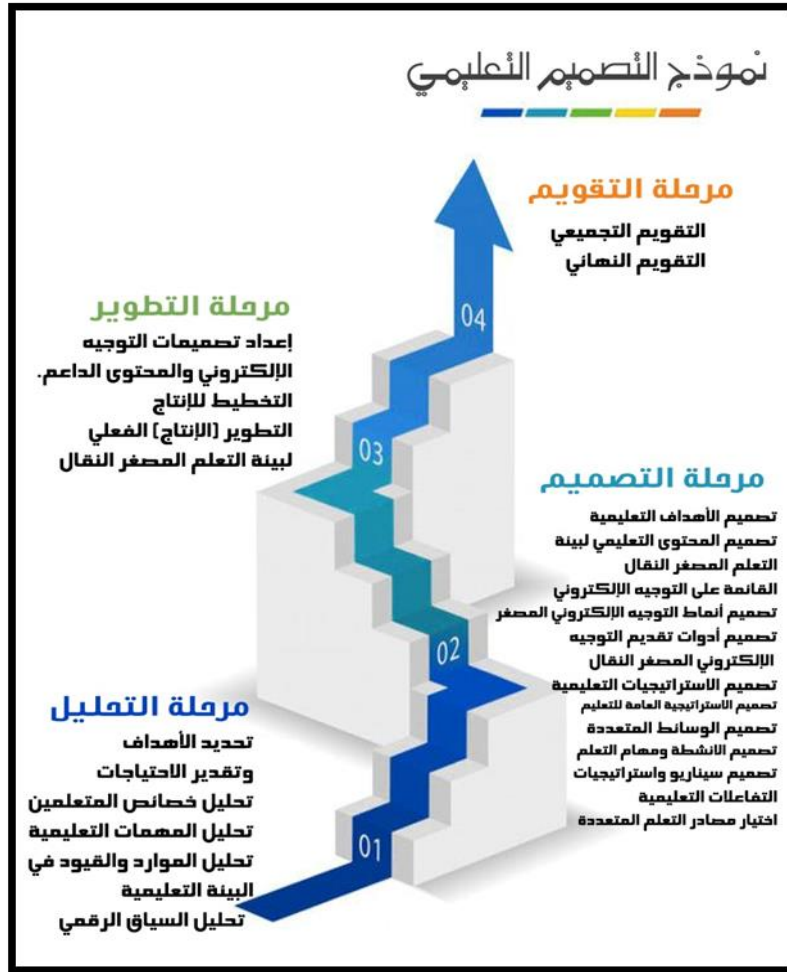 نموذج التصميم التعليمي
مرحلة التقويم
التقويم التجميعي
التقويم النهائي
04
مرحلة التطوير
إعداد تصميمات التوجيه
الإلكتروني والمحتوى الداعم.
التخطيط للإنتاج
التطوير (الإنتاج) الفعلي
لبيئة التعلم المصغر النقال
03
مرحلة التصميم
تصميم الأهداف التعليمية
تصميم المحتوى التعليمي لبيئة
التعلم المصغر النقال
القائمة على التوجيه الإلكتروني
تصميم أنماط التوجيه الإلكتروني المصغر
تصميم أدوات تقديم التوجيه
الإلكتروني المصغر النقال
تصميم الاستراتيجيات التعليمية
تصميم الاستراتيجية العامة للتعليم
تصميم الوسائط المتعددة
تصميم الانشطة ومهام التعلم
تصميم سيناريو واستراتيجيات
التفاعلات التعليمية
اختيار مصادر التعلم المتعددة
02
مرحلة التحليل
تحديد الأهداف
وتقدير الاحتياجات
تحليل خصائص المتعلمين
تحليل المهمات التعليمية
تحليل الموارد والقيود في
البيئة التعليمية
تحليل السياق الرقمي
01